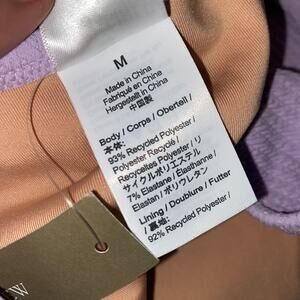 M
Made in China
Fabriqué en China
Hergestellt in China
中国製
Body / Corps / Oberteil /
本体:
93% Recycled Polyester /
Polyester Recyclé /
Recyceltes Polyester / リ
サイクルポリエステル
7% Elastane / Élasthanne /
Elastan / ポリウレタン
Lining / Doublure / Futter
/ 裏地:
92% Recycled Polyester /